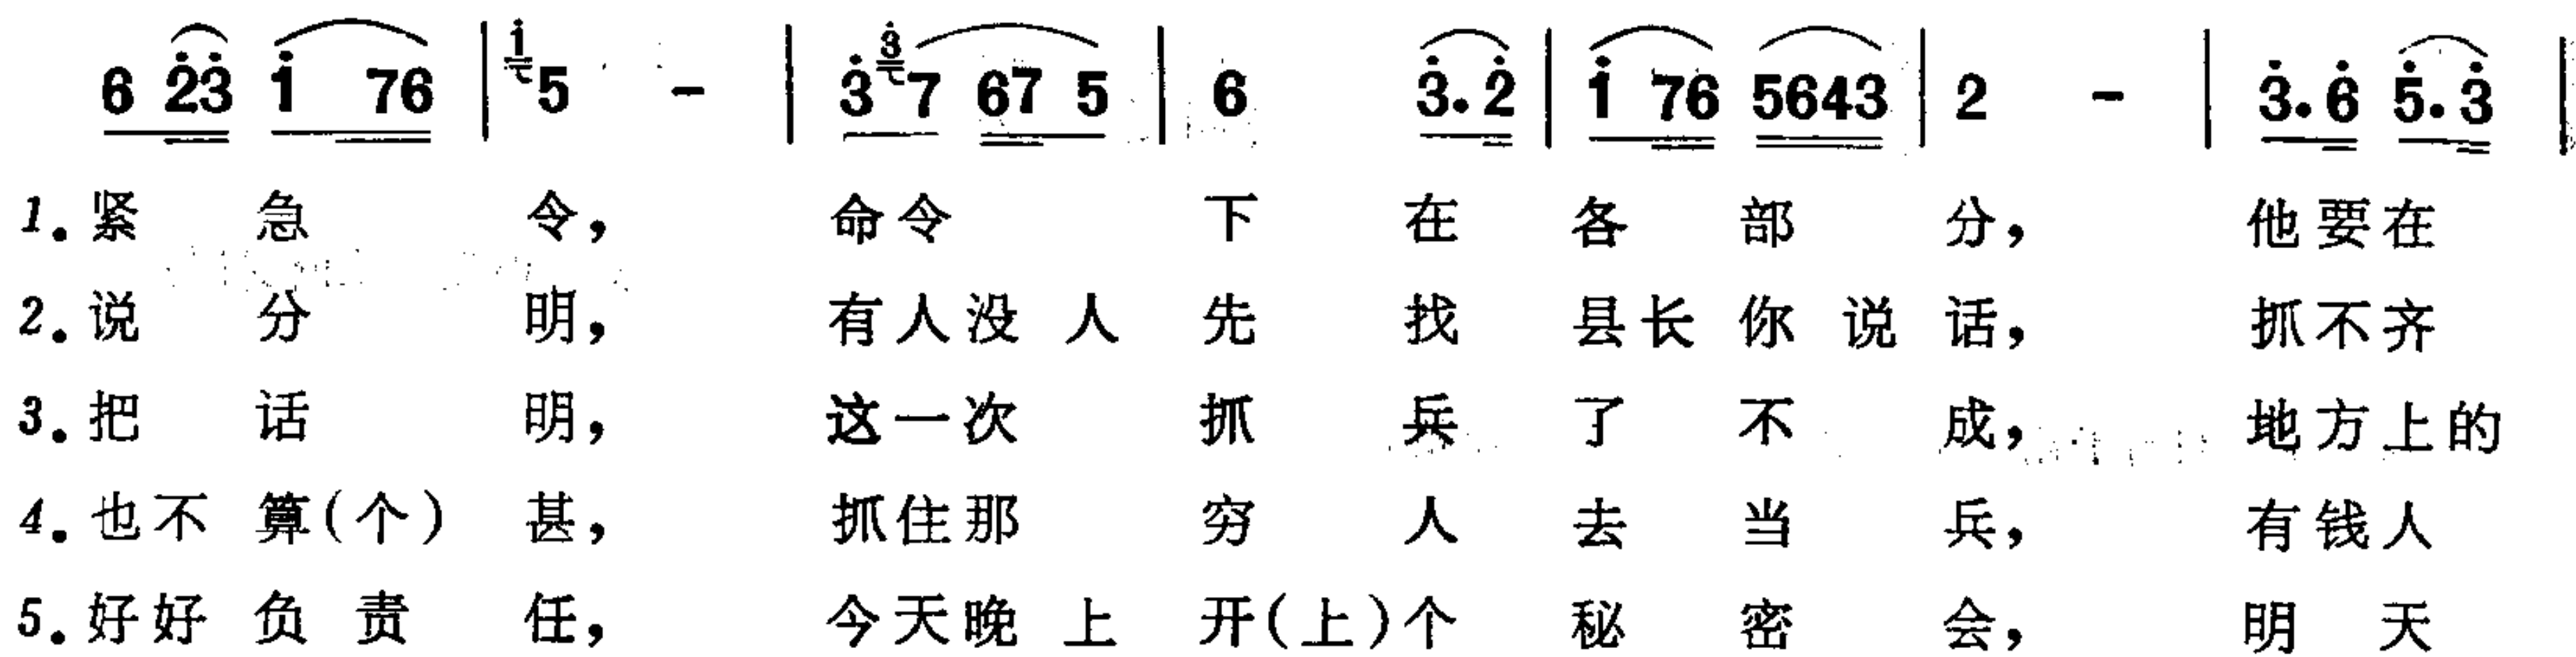 6 2̇3̇ 1̇ 76 | 1̇ 5 - | 3̇ 3̇ 7 67 5 | 6 3̇.2̇ | 1̇ 76 5643 | 2 - | 3̇.6̇ 5̇.3̇ |
1.紧急令，命令下在各部分，他要在
2.说分明，有人没人先找县长你说话，抓不齐
3.把话明，这一次抓兵了不成，地方上的
4.也不算(个)甚，抓住那穷人去当兵，有钱人
5.好好负责任，今天晚上开(上)个秘密会，明天